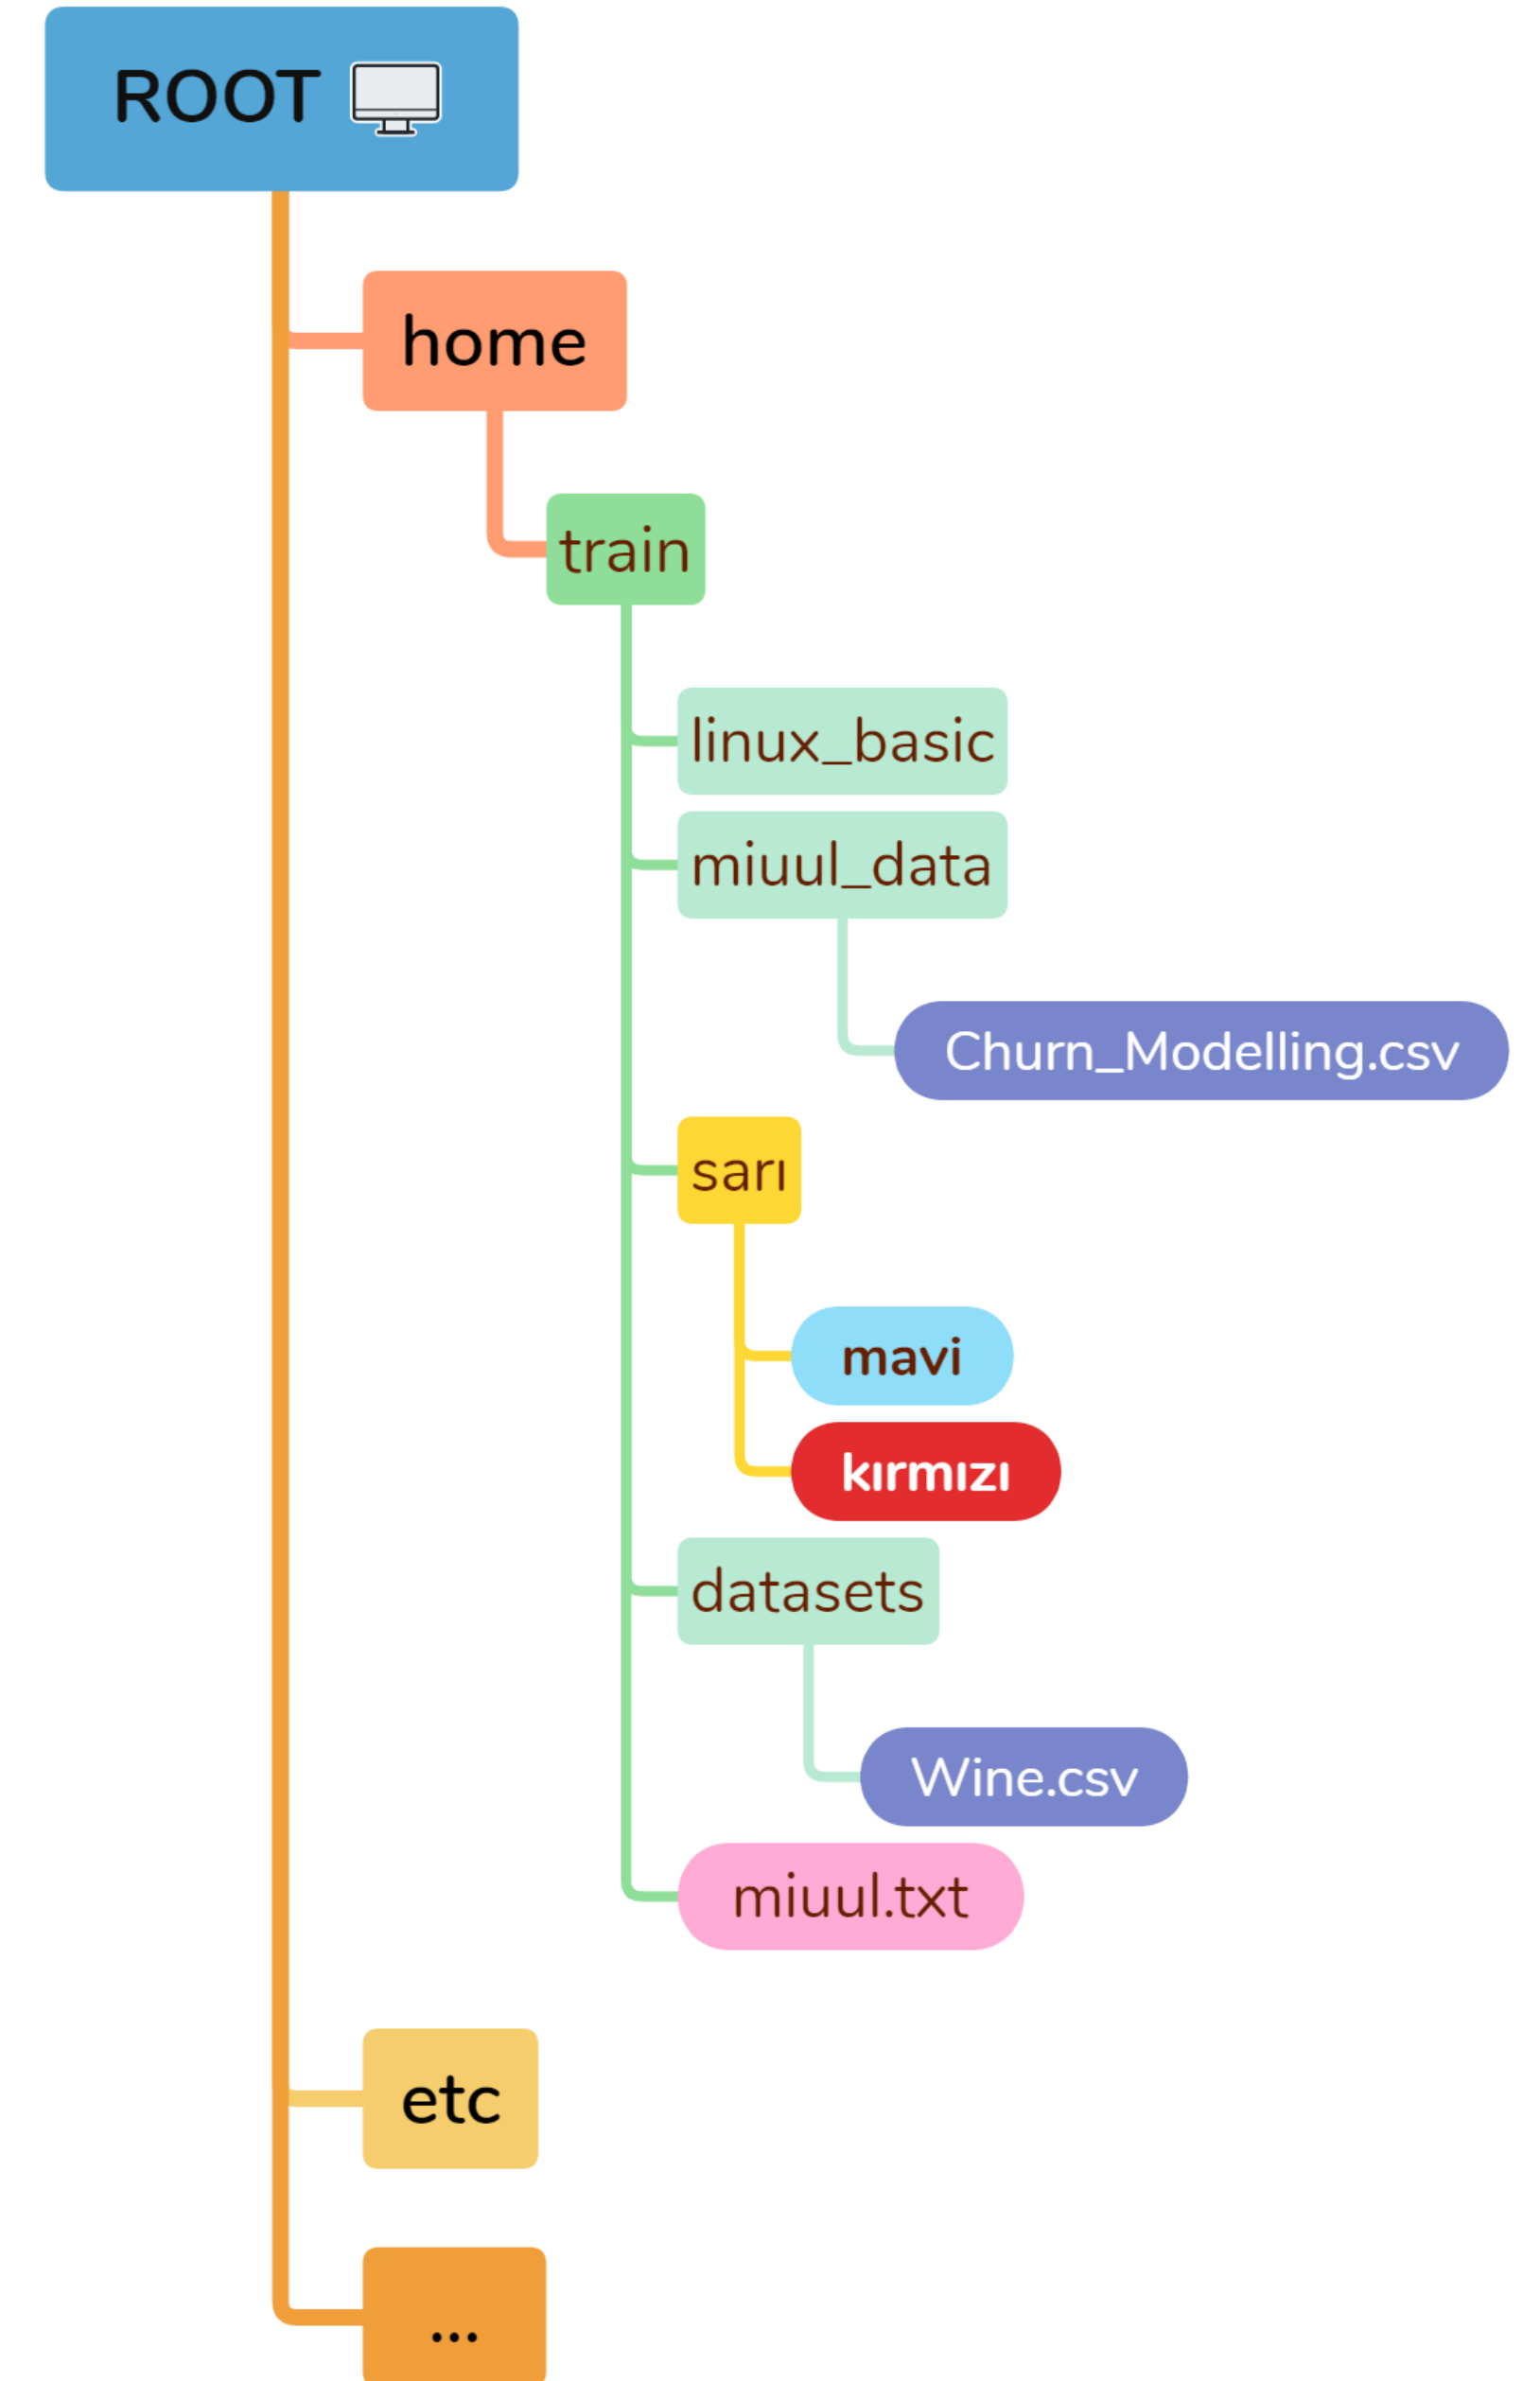 ROOT
home
train
linux_basic
miuul_data
Churn_Modelling.csv
sarı
mavi
kırmızı
datasets
Wine.csv
miuul.txt
etc
...